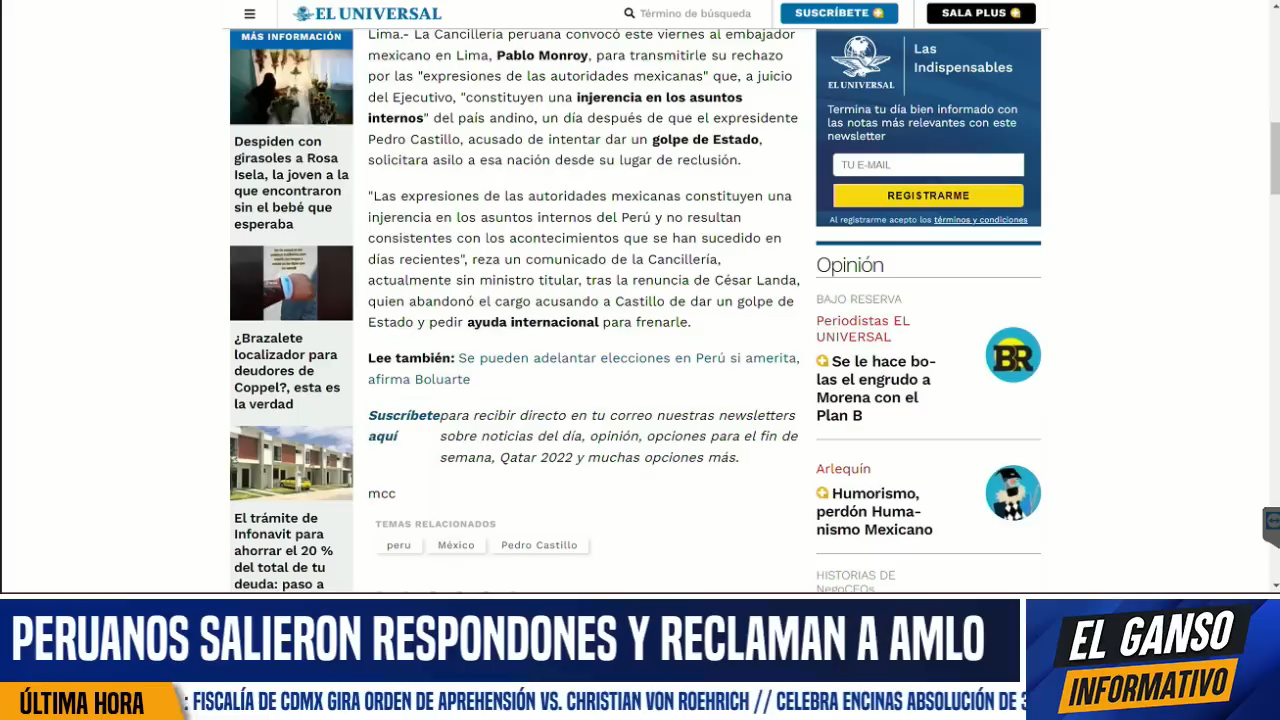 EL UNIVERSAL
Término de búsqueda
SUSCRÍBETE
SALA PLUS
MÁS INFORMACIÓN
Despiden con
girasoles a Rosa
Isela, la joven a la
que encontraron
sin el bebé que
esperaba
¿Brazalete
localizador para
deudores de
Coppel?, esta es
la verdad
El trámite de
Infonavit para
ahorrar el 20 %
del total de tu
deuda: paso a
Lima.- La Cancillería peruana convocó este viernes al embajador
mexicano en Lima, Pablo Monroy, para transmitirle su rechazo
por las "expresiones de las autoridades mexicanas" que, a juicio
del Ejecutivo, "constituyen una injerencia en los asuntos
internos" del país andino, un día después de que el expresidente
Pedro Castillo, acusado de intentar dar un golpe de Estado,
solicitara asilo a esa nación desde su lugar de reclusión.
"Las expresiones de las autoridades mexicanas constituyen una
injerencia en los asuntos internos del Perú y no resultan
consistentes con los acontecimientos que se han sucedido en
días recientes", reza un comunicado de la Cancillería,
actualmente sin ministro titular, tras la renuncia de César Landa,
quien abandonó el cargo acusando a Castillo de dar un golpe de
Estado y pedir ayuda internacional para frenarle.
Lee también: Se pueden adelantar elecciones en Perú si amerita,
afirma Boluarte
Suscríbete para recibir directo en tu correo nuestras newsletters
aquí sobre noticias del día, opinión, opciones para el fin de
semana, Qatar 2022 y muchas opciones más.
mcc
TEMAS RELACIONADOS
peru México Pedro Castillo
EL UNIVERSAL
Las
Indispensables
Termina tu día bien informado con
las notas más relevantes con este
newsletter
TU E-MAIL
REGISTRARME
Al registrarme acepto los términos y condiciones
Opinión
BAJO RESERVA
Periodistas EL
UNIVERSAL
Se le hace bo-
las el engrudo a
Morena con el
Plan B
BR
Arlequín
Humorismo,
perdón Huma-
nismo Mexicano
HISTORIAS DE
NegoCEOs
PERUANOS SALIERON RESPONDONES Y RECLAMAN A AMLO
EL GANSO
INFORMATIVO
ÚLTIMA HORA
: FISCALÍA DE CDMX GIRA ORDEN DE APREHENSIÓN VS. CHRISTIAN VON ROEHRICH // CELEBRA ENCINAS ABSOLUCIÓN DE 3